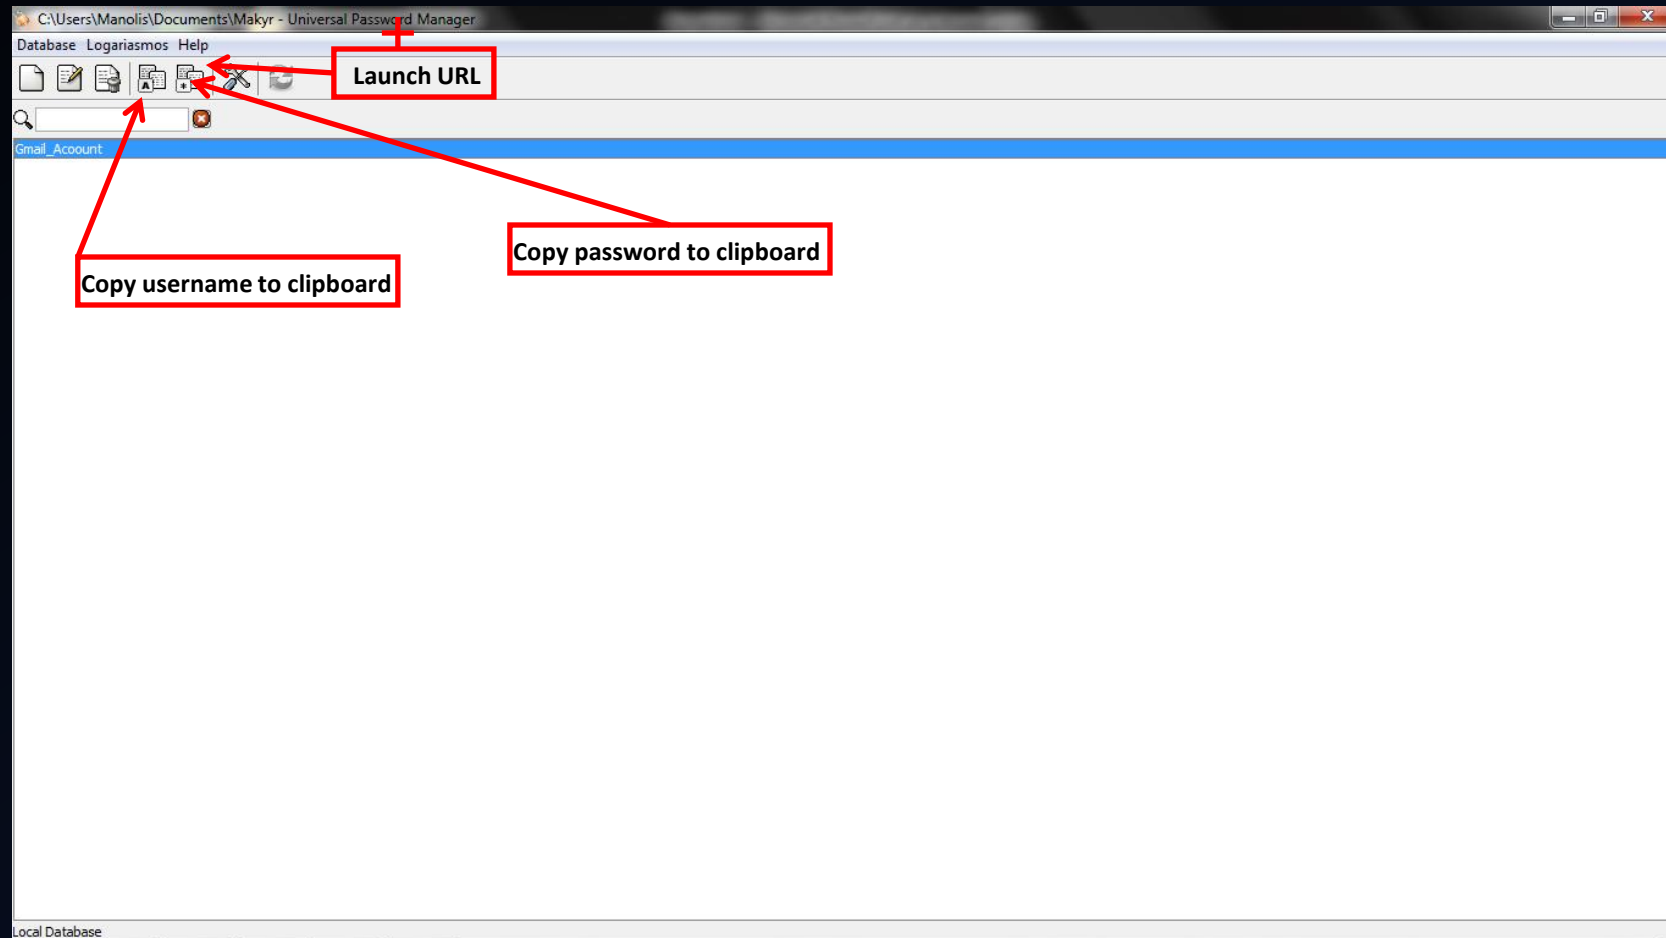 C:\Users\Manolis\Documents\Makyr - Universal Password Manager
Database Logariasmos Help
Launch URL
Gmail_Acoount
Copy password to clipboard
Copy username to clipboard
Local Database